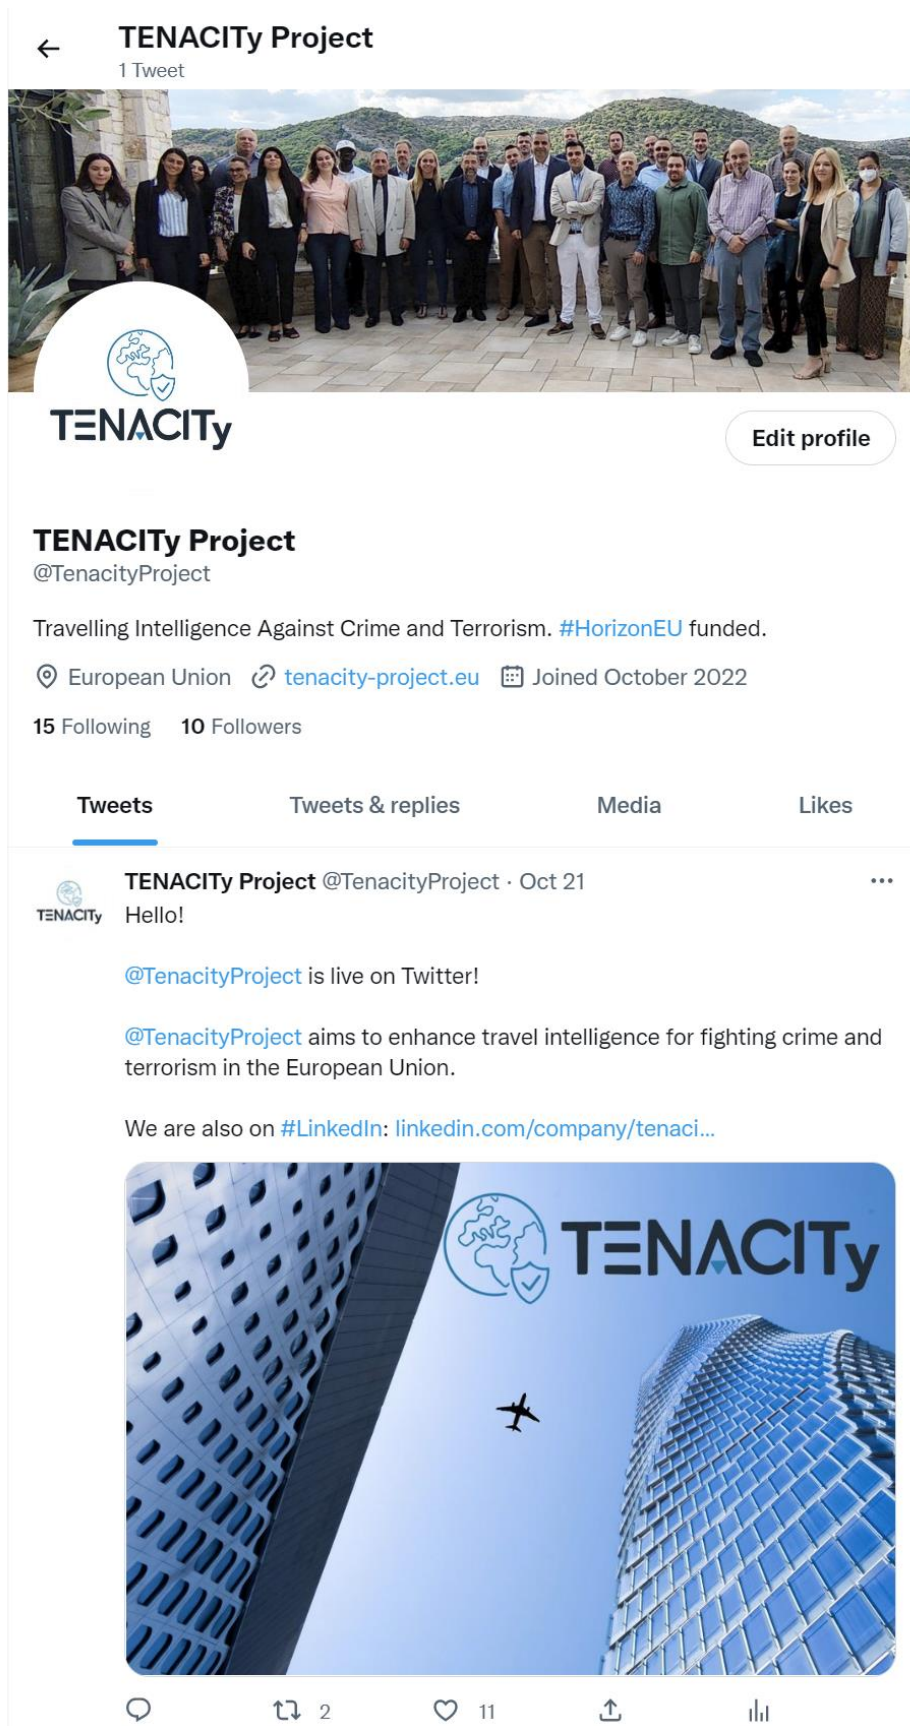 TENACITy Project
1 Tweet
TENACITy
Edit profile
TENACITy Project
@TenacityProject
Travelling Intelligence Against Crime and Terrorism. #HorizonEU funded.
European Union tenacity-project.eu Joined October 2022
15 Following 10 Followers
Tweets Tweets & replies Media Likes
TENACITy Project @TenacityProject · Oct 21
TENACITy
Hello!
@TenacityProject is live on Twitter!
@TenacityProject aims to enhance travel intelligence for fighting crime and
terrorism in the European Union.
We are also on #LinkedIn: linkedin.com/company/tenaci...
TENACITy
2 11